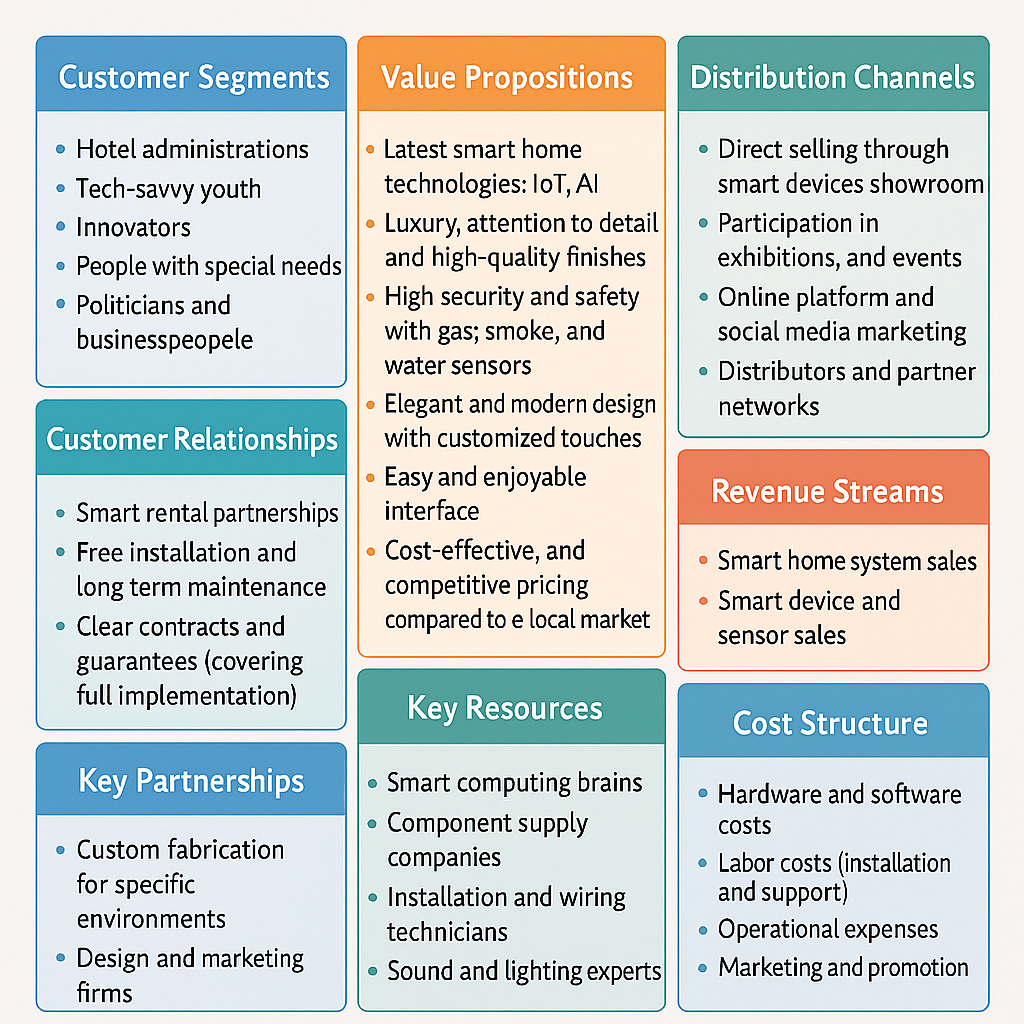 Customer Segments
• Hotel administrations
• Tech-savvy youth
• Innovators
• People with special needs
• Politicians and
businesspeopele
Customer Relationships
• Smart rental partnerships
• Free installation and
long term maintenance
• Clear contracts and
guarantees (covering
full implementation)
Key Partnerships
• Custom fabrication
for specific
environments
• Design and marketing
firms
Value Propositions
• Latest smart home
technologies: IoT, AI
• Luxury, attention to detail
and high-quality finishes
• High security and safety
with gas; smoke, and
water sensors
• Elegant and modern design
with customized touches
• Easy and enjoyable
interface
• Cost-effective, and
competitive pricing
compared to e local market
Key Resources
• Smart computing brains
• Component supply
companies
• Installation and wiring
technicians
• Sound and lighting experts
Distribution Channels
• Direct selling through
smart devices showroom
• Participation in
exhibitions, and events
• Online platform and
social media marketing
• Distributors and partner
networks
Revenue Streams
• Smart home system sales
• Smart device and
sensor sales
Cost Structure
• Hardware and software
costs
• Labor costs (installation
and support)
• Operational expenses
• Marketing and promotion